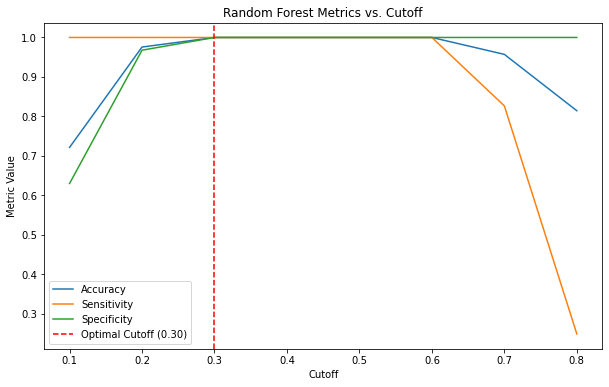 Random Forest Metrics vs. Cutoff
Metric Value
1.0
0.9
0.8
0.7
0.6
0.5
0.4
0.3
Accuracy
Sensitivity
Specificity
Optimal Cutoff (0.30)
0.1 0.2 0.3 0.4 0.5 0.6 0.7 0.8
Cutoff